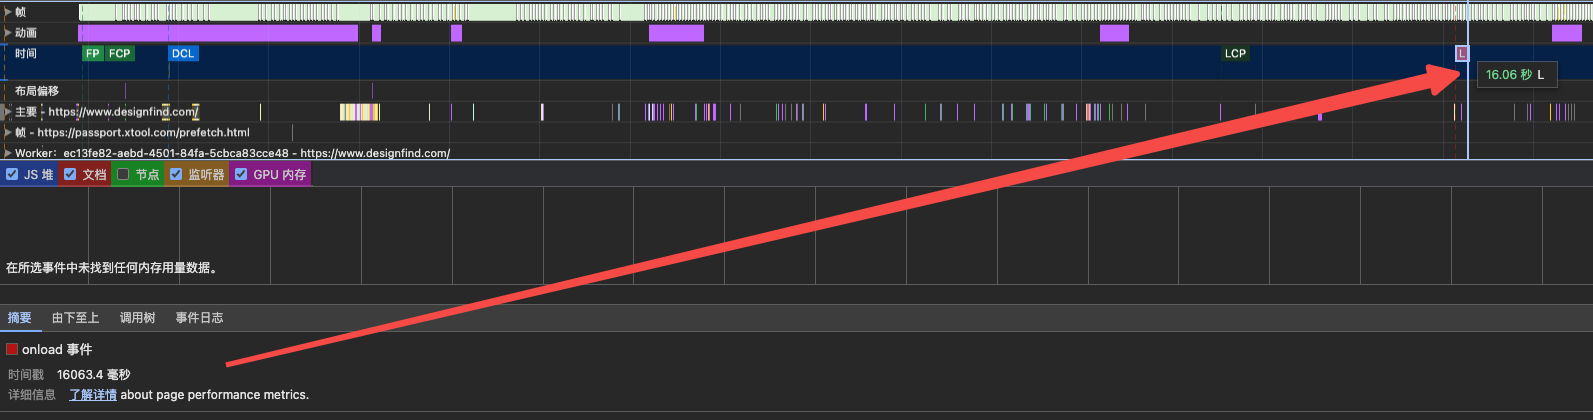 帧
动画
时间 FP FCP DCL LCP L
16.06 秒 L
布局偏移
主要 - https://www.designfind.com/
帧 - https://passport.xtool.com/prefetch.html
Worker: ec13fe82-aebd-4501-84fa-5cbca83cce48 - https://www.designfind.com/
JS 堆 文档 节点 监听器 GPU 内存
在所选事件中未找到任何内存用量数据。
摘要 由下至上 调用树 事件日志
onload 事件
时间戳 16063.4 毫秒
详细信息 了解详情 about page performance metrics.